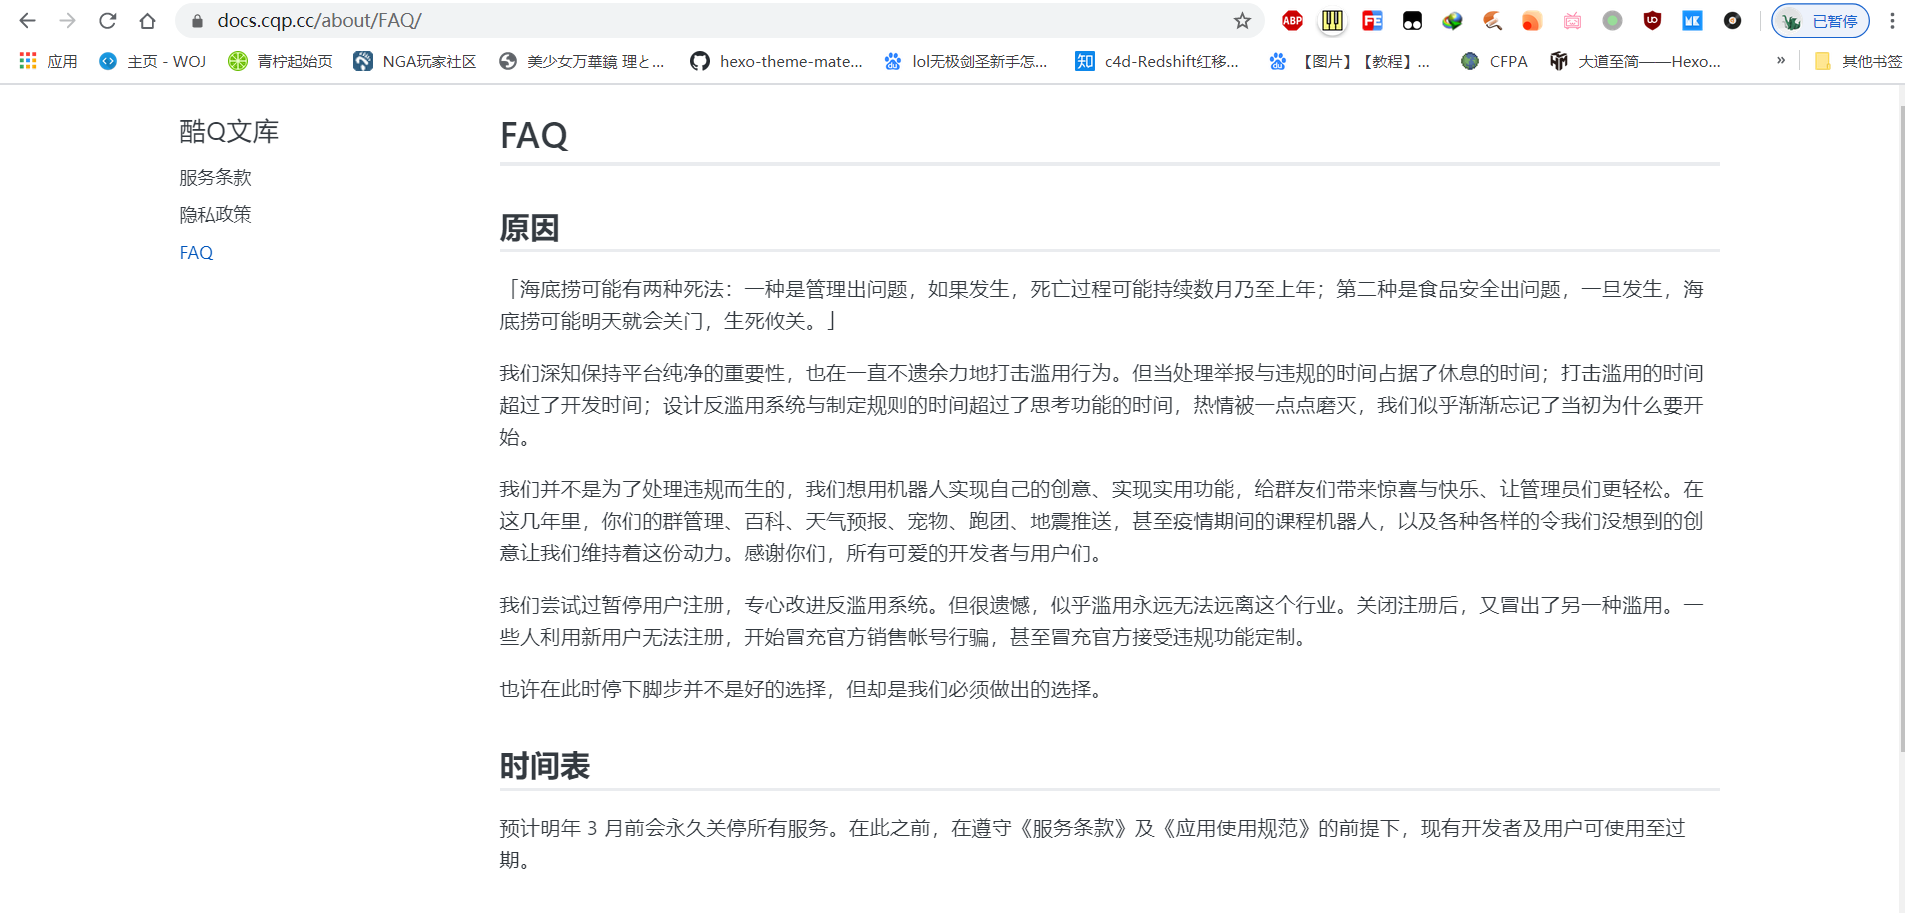 docs.cqp.cc/about/FAQ/
ABP
已暂停
应用
主页 - WOJ
青柠起始页
NGA玩家社区
美少女万華鏡 理と...
hexo-theme-mate...
lol无极剑圣新手怎...
知
c4d-Redshift红移...
【图片】【教程】...
CFPA
大道至简——Hexo...
»
其他书签
酷Q文库
服务条款
隐私政策
FAQ
FAQ
原因
「海底捞可能有两种死法：一种是管理出问题，如果发生，死亡过程可能持续数月乃至上年；第二种是食品安全出问题，一旦发生，海
底捞可能明天就会关门，生死攸关。」
我们深知保持平台纯净的重要性，也在一直不遗余力地打击滥用行为。但当处理举报与违规的时间占据了休息的时间；打击滥用的时间
超过了开发时间；设计反滥用系统与制定规则的时间超过了思考功能的时间，热情被一点点磨灭，我们似乎渐渐忘记了当初为什么要开
始。
我们并不是为了处理违规而生的，我们想用机器人实现自己的创意、实现实用功能，给群友们带来惊喜与快乐、让管理员们更轻松。在
这几年里，你们的群管理、百科、天气预报、宠物、跑团、地震推送，甚至疫情期间的课程机器人，以及各种各样的令我们没想到的创
意让我们维持着这份动力。感谢你们，所有可爱的开发者与用户们。
我们尝试过暂停用户注册，专心改进反滥用系统。但很遗憾，似乎滥用永远无法远离这个行业。关闭注册后，又冒出了另一种滥用。一
些人利用新用户无法注册，开始冒充官方销售帐号行骗，甚至冒充官方接受违规功能定制。
也许在此时停下脚步并不是好的选择，但却是我们必须做出的选择。
时间表
预计明年 3 月前会永久关停所有服务。在此之前，在遵守《服务条款》及《应用使用规范》的前提下，现有开发者及用户可使用至过
期。